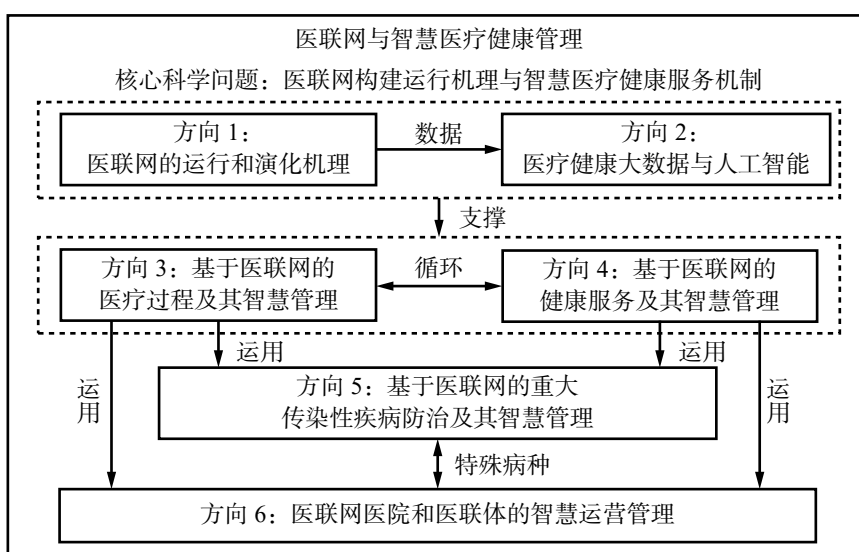 医联网与智慧医疗健康管理
核心科学问题：医联网构建运行机理与智慧医疗健康服务机制
方向 1：
医联网的运行和演化机理
数据
方向 2：
医疗健康大数据与人工智能
支撑
方向 3：基于医联网的
医疗过程及其智慧管理
循环
方向 4：基于医联网的
健康服务及其智慧管理
运用
运用
运用
运用
方向 5：基于医联网的重大
传染性疾病防治及其智慧管理
特殊病种
方向 6：医联网医院和医联体的智慧运营管理